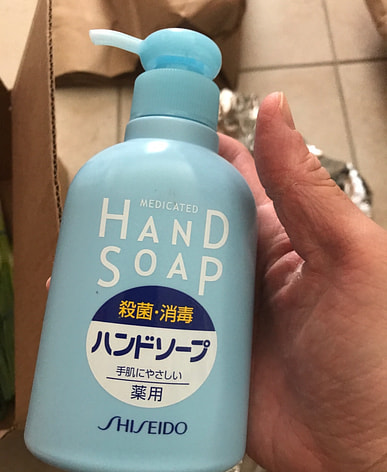 MEDICATED
HAND
SOAP
殺菌・消毒
ハンドソープ
手肌にやさしい
薬用
SHISEIDO